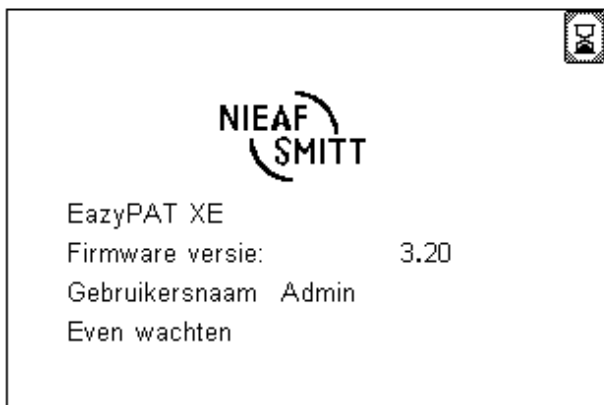 NIEAF
SMITT
EazyPAT XE
Firmware versie: 3.20
Gebruikersnaam Admin
Even wachten